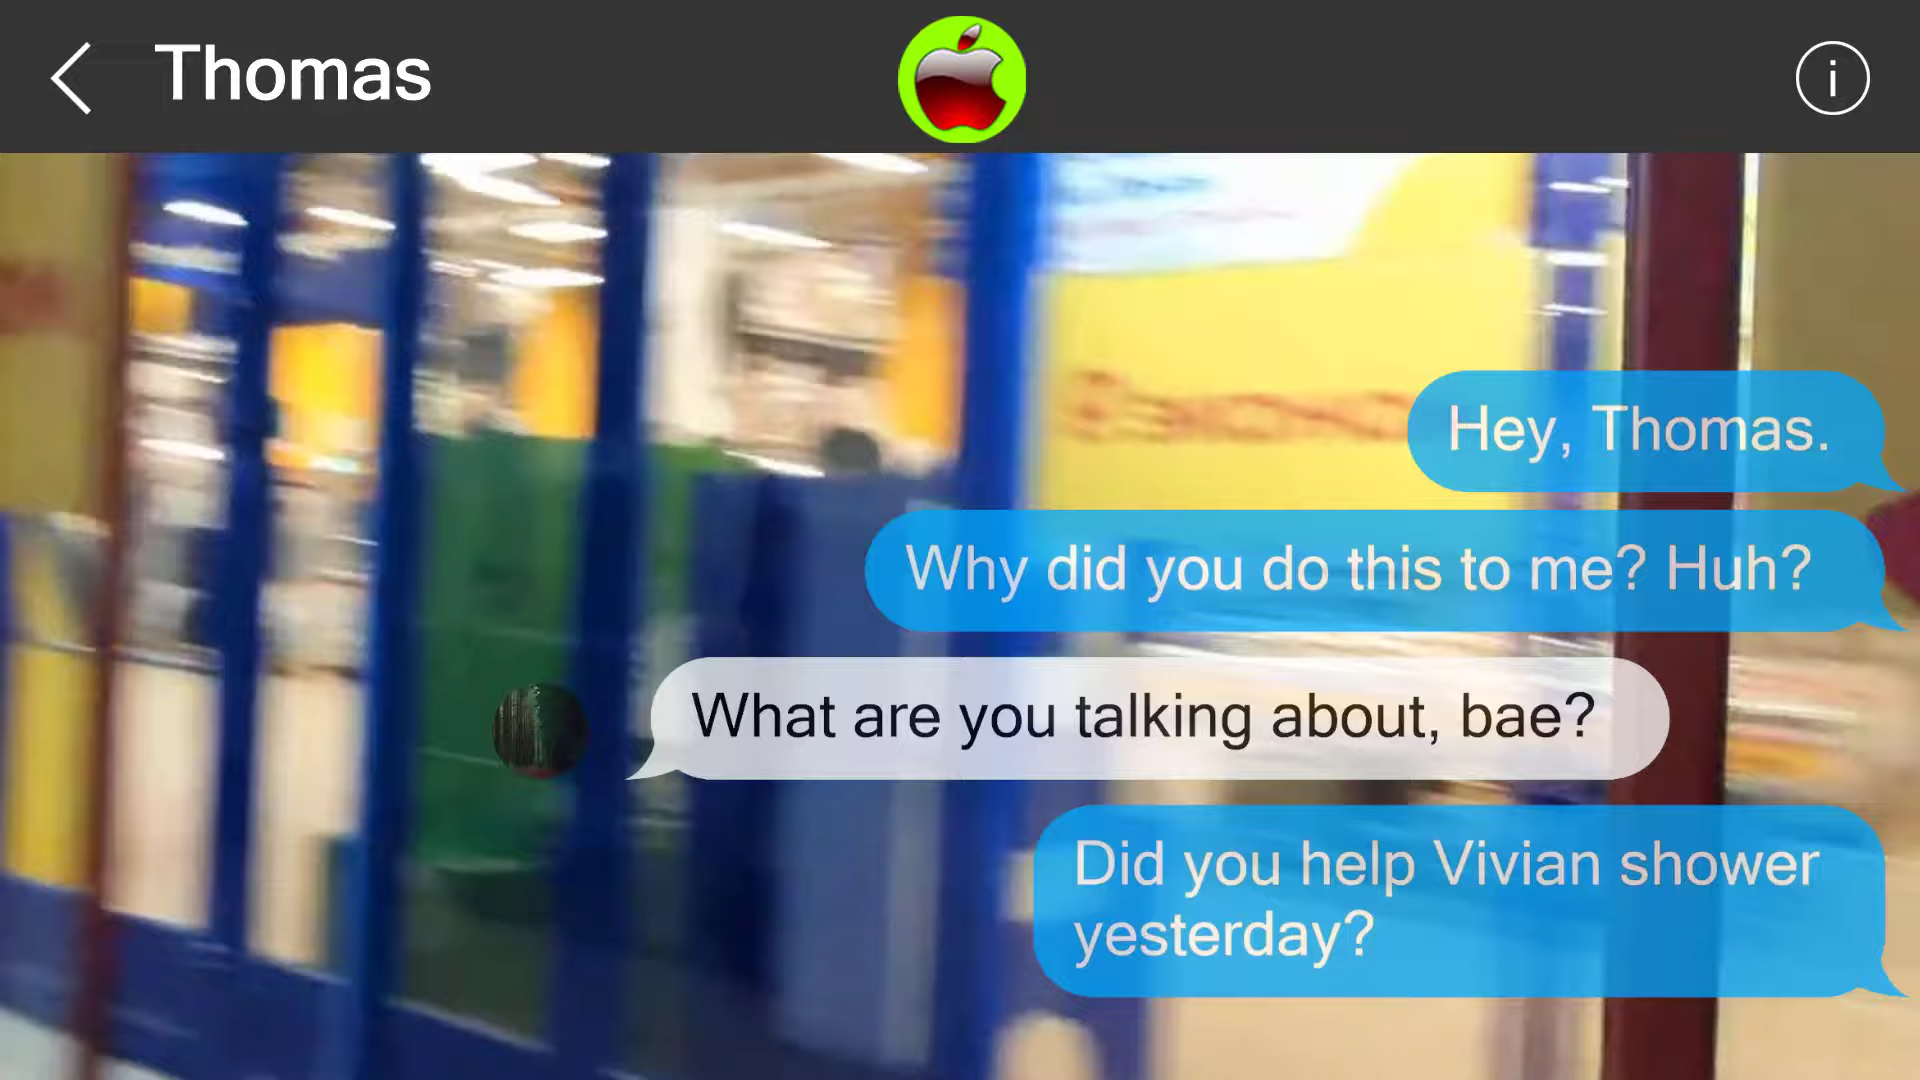 Thomas
Hey, Thomas.
Why did you do this to me? Huh?
What are you talking about, bae?
Did you help Vivian shower
yesterday?